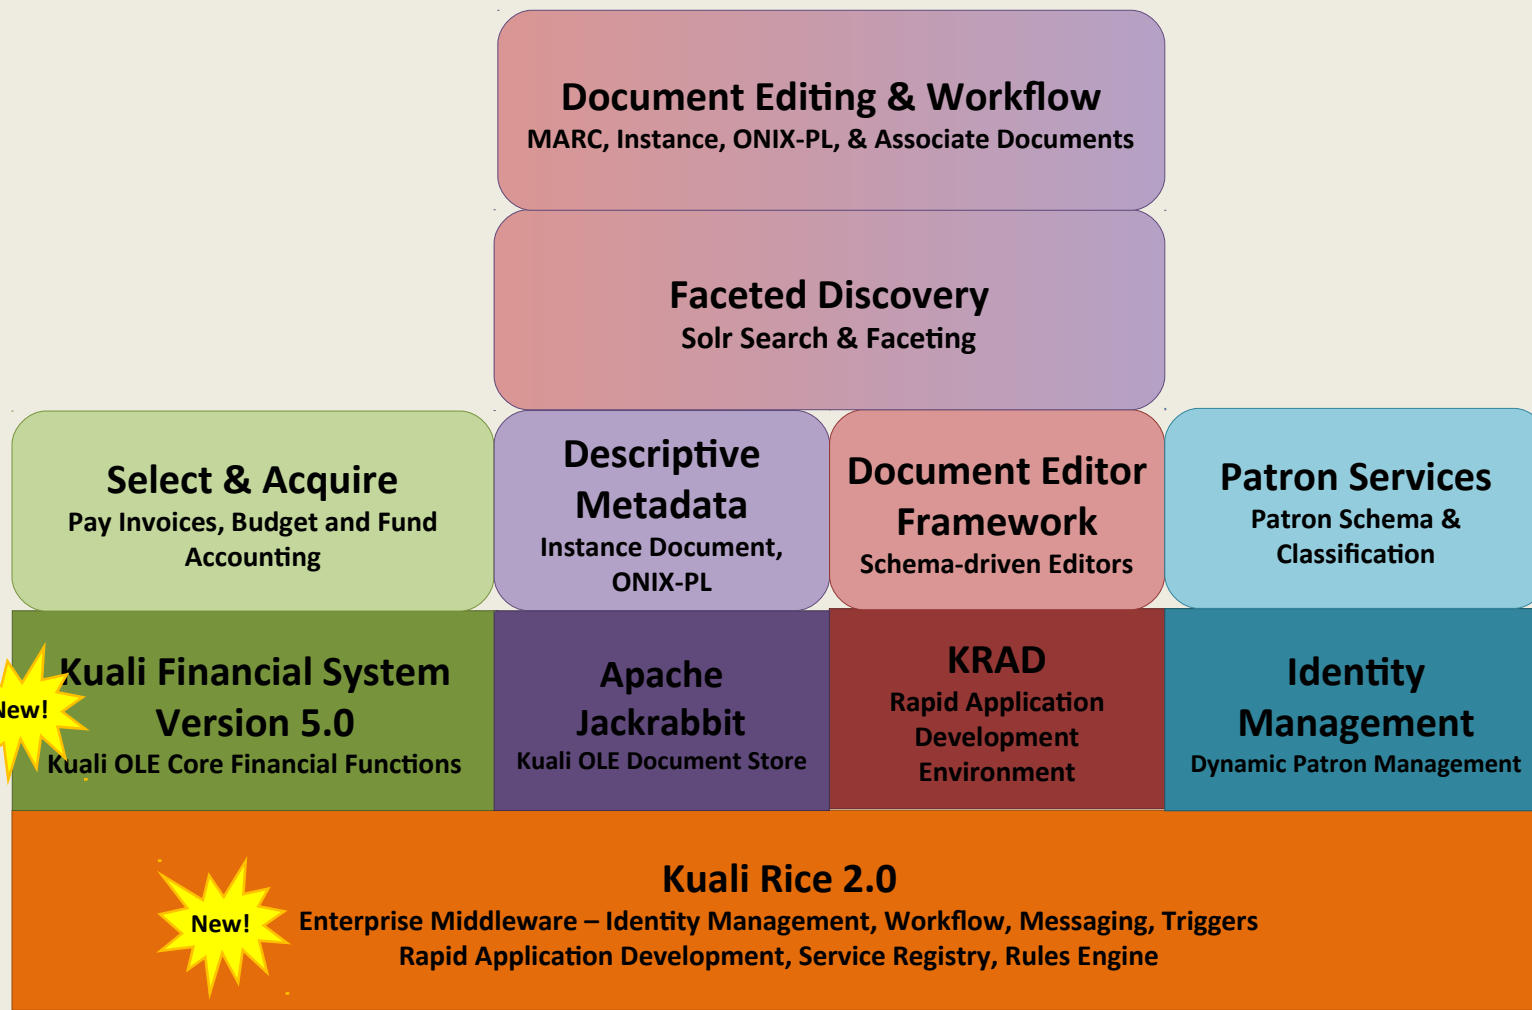 Document Editing & Workflow
MARC, Instance, ONIX-PL, & Associate Documents
Faceted Discovery
Solr Search & Faceting
Select & Acquire
Pay Invoices, Budget and Fund
Accounting
Descriptive
Metadata
Instance Document,
ONIX-PL
Document Editor
Framework
Schema-driven Editors
Patron Services
Patron Schema &
Classification
New!
Kuali Financial System
Version 5.0
Kuali OLE Core Financial Functions
Apache
Jackrabbit
Kuali OLE Document Store
KRAD
Rapid Application
Development
Environment
Identity
Management
Dynamic Patron Management
New!
Kuali Rice 2.0
Enterprise Middleware – Identity Management, Workflow, Messaging, Triggers
Rapid Application Development, Service Registry, Rules Engine